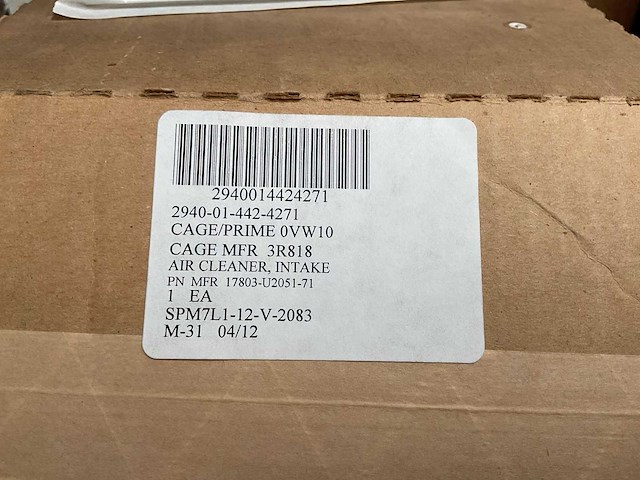 2940014424271
2940-01-442-4271
CAGE/PRIME 0VW10
CAGE MFR 3R818
AIR CLEANER, INTAKE
PN MFR 17803-U2051-71
1 EA
SPM7L1-12-V-2083
M-31 04/12